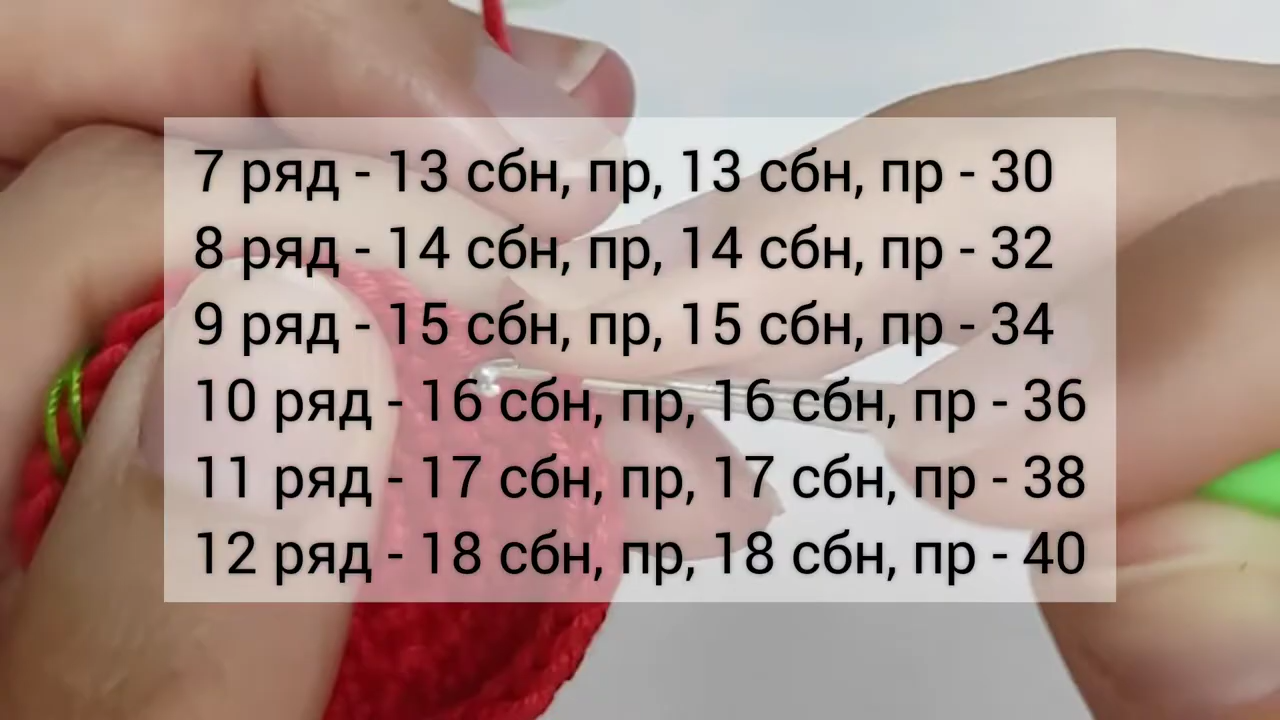 7 ряд - 13 сбн, пр, 13 сбн, пр - 30
8 ряд - 14 сбн, пр, 14 сбн, пр - 32
9 ряд - 15 сбн, пр, 15 сбн, пр - 34
10 ряд - 16 сбн, пр, 16 сбн, пр - 36
11 ряд - 17 сбн, пр, 17 сбн, пр - 38
12 ряд - 18 сбн, пр, 18 сбн, пр - 40